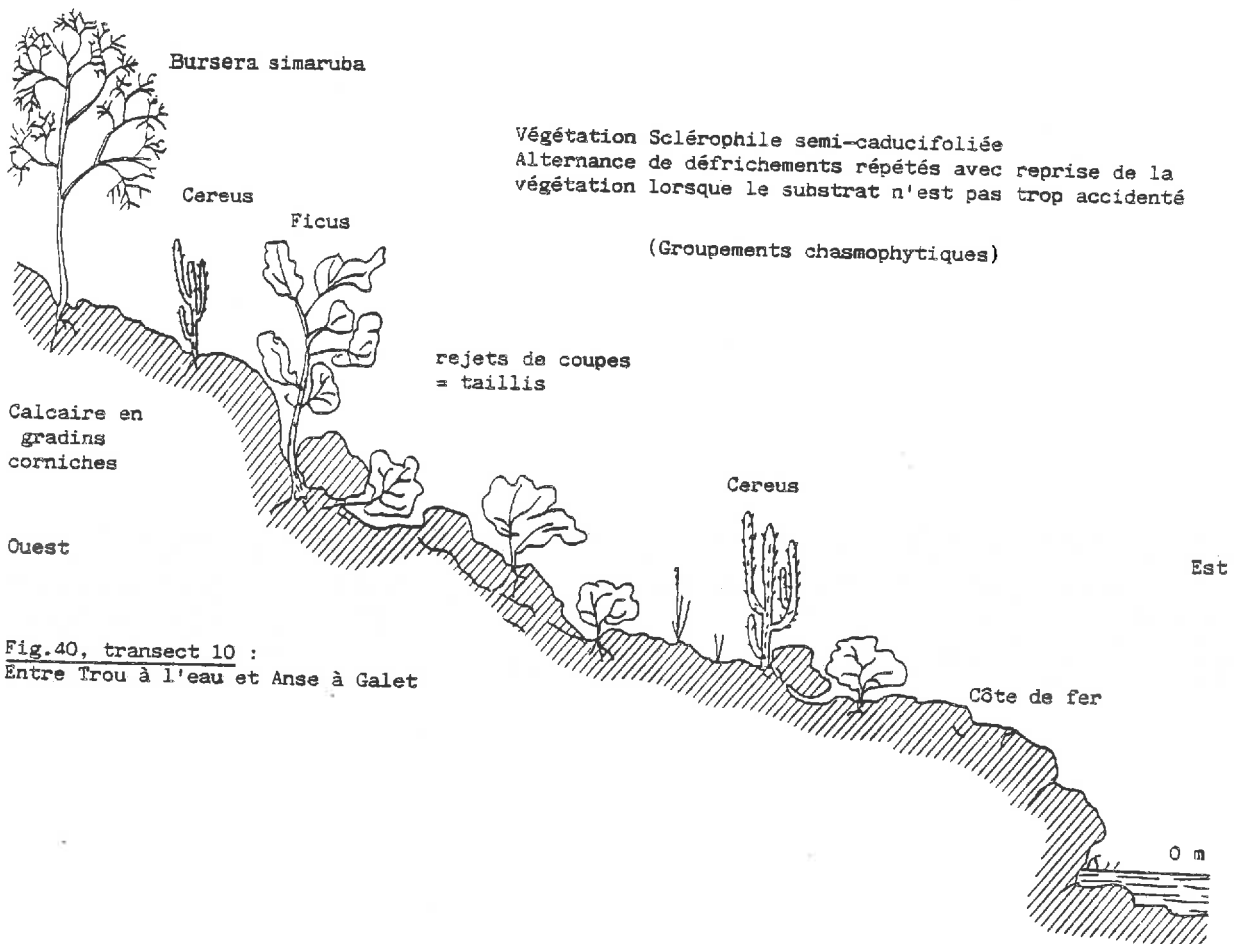 Bursera simaruba
Végétation Sclérophile semi-caducifoliée
Alternance de défrichements répétés avec reprise de la
végétation lorsque le substrat n'est pas trop accidenté
(Groupements chasmophytiques)
Cereus
Ficus
rejets de coupes
= taillis
Calcaire en
gradins
corniches
Cereus
Ouest
Est
Fig.40, transect 10 :
Entre Trou à l'eau et Anse à Galet
Côte de fer
0 m